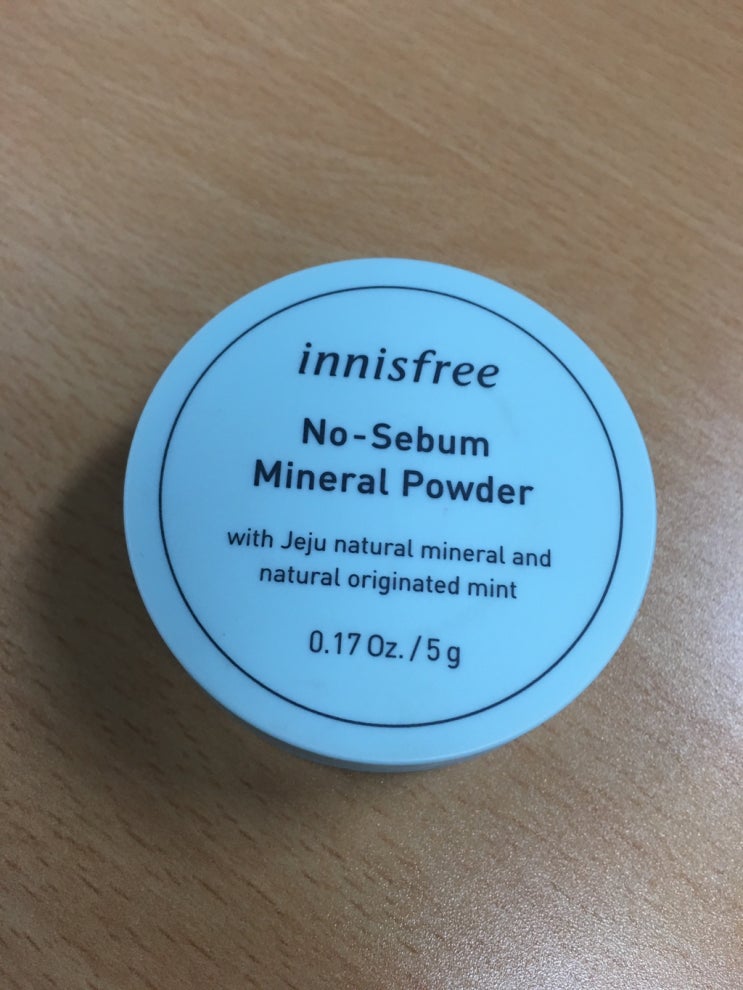 innisfree
No-Sebum
Mineral Powder
with Jeju natural mineral and
natural originated mint
0.17 Oz. / 5 g